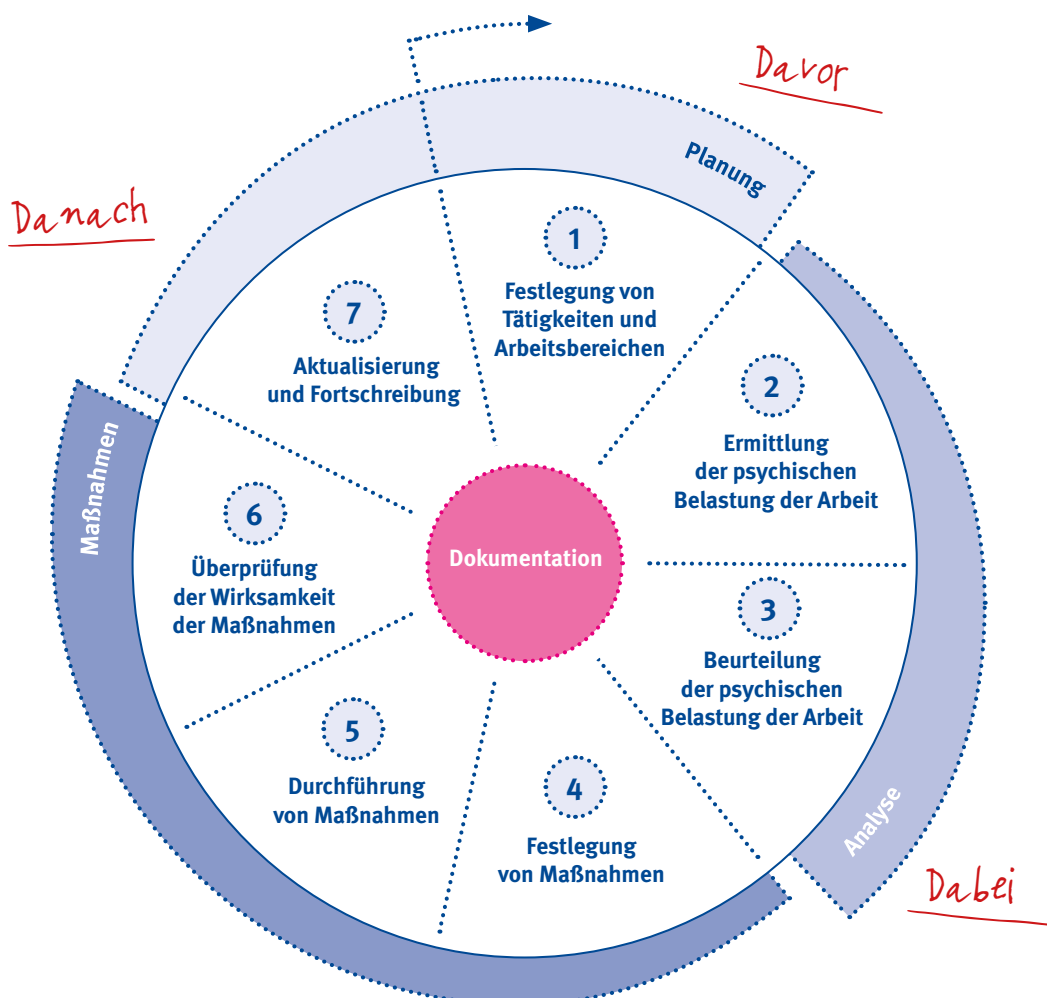 Davor
Planung
Danach
1
Festlegung von
Tätigkeiten und
Arbeitsbereichen
7
Aktualisierung
und Fortschreibung
2
Ermittlung
der psychischen
Belastung der Arbeit
Maßnahmen
6
Überprüfung
der Wirksamkeit
der Maßnahmen
Dokumentation
3
Beurteilung
der psychischen
Belastung der Arbeit
5
Durchführung
von Maßnahmen
4
Festlegung
von Maßnahmen
Analyse
Dabei